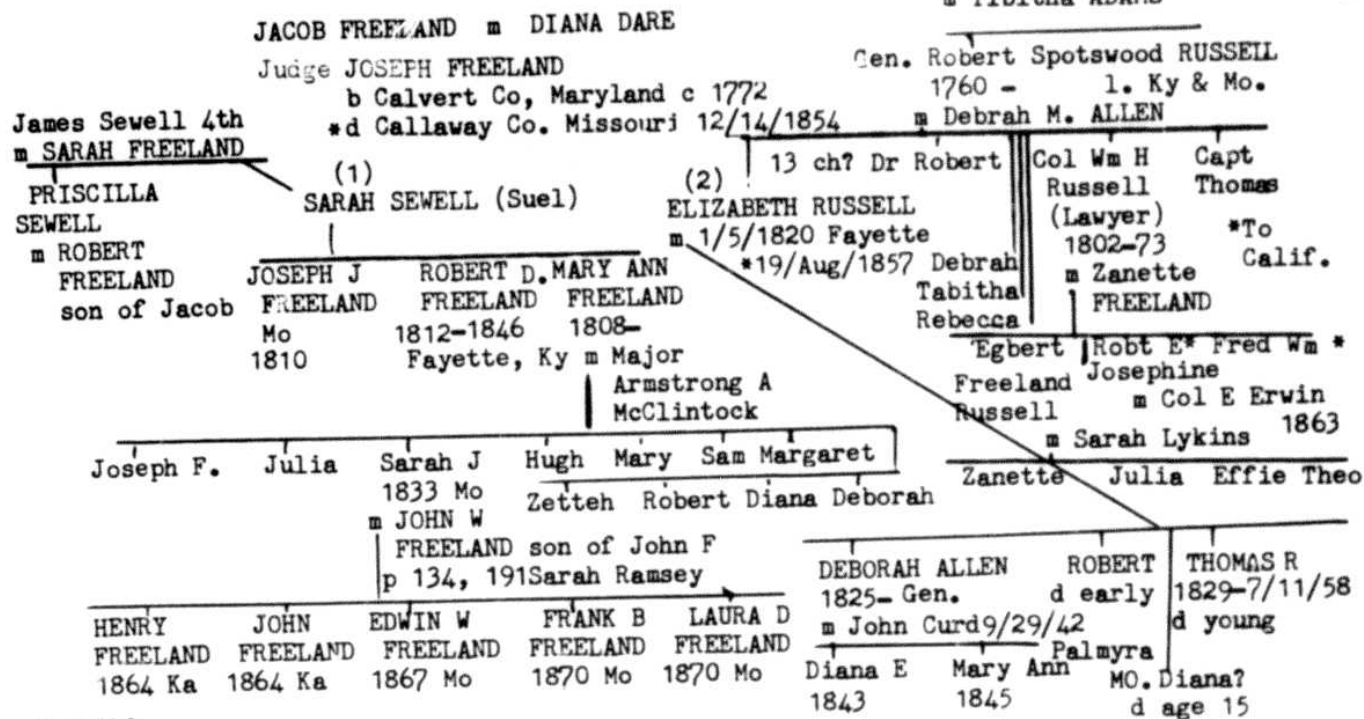 JACOB FREELAND m DIANA DARE
Judge JOSEPH FREELAND
b Calvert Co, Maryland c 1772
*d Callaway Co. Missouri 12/14/1854
Gen. Robert Spotswood RUSSELL
1760 - l. Ky & Mo.
m Debrah M. ALLEN
James Sewell 4th
m SARAH FREELAND
PRISCILLA
SEWELL
m ROBERT
FREELAND
son of Jacob
(1)
SARAH SEWELL (Suel)
(2)
ELIZABETH RUSSELL
m 1/5/1820 Fayette
*19/Aug/1857
13 ch? Dr Robert
Debrah
Tabitha
Rebecca
Col Wm H
Russell
(Lawyer)
1802-73
m Zanette
FREELAND
Capt
Thomas
*To
Calif.
JOSEPH J
FREELAND
Mo
1810
ROBERT D.
FREELAND
1812-1846
Fayette, Ky
MARY ANN
FREELAND
1808-
m Major
Armstrong A
McClintock
Egbert Robt E* Fred Wm *
Freeland
Russell
Josephine
m Col E Erwin
1863
m Sarah Lykins
Zanette Julia Effie Theo
Joseph F. Julia Sarah J Hugh Mary Sam Margaret
1833 Mo
m JOHN W
FREELAND son of John F
p 134, 191 Sarah Ramsey
Zetteh Robert Diana Deborah
DEBORAH ALLEN
1825- Gen.
m John Curd 9/29/42
Diana E
1843
Mary Ann
1845
ROBERT
d early
Palmyra
MO. Diana?
d age 15
THOMAS R
1829-7/11/58
d young
HENRY
FREELAND
1864 Ka
JOHN
FREELAND
1864 Ka
EDWIN W
FREELAND
1867 Mo
FRANK B
FREELAND
1870 Mo
LAURA D
FREELAND
1870 Mo